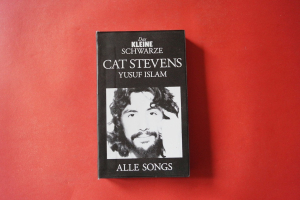 Das
KLEINE
SCHWARZE
CAT STEVENS
YUSUF ISLAM
ALLE SONGS